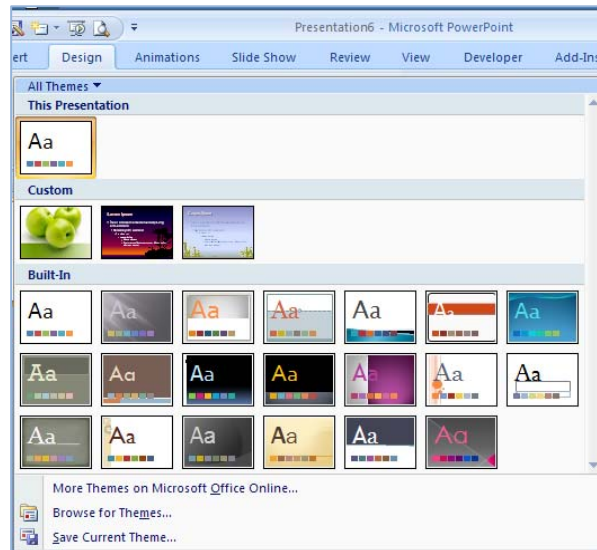 Presentation6 - Microsoft PowerPoint
ert Design Animations Slide Show Review View Developer Add-Ins
All Themes
This Presentation
Aa
Custom
Built-In
Aa Aa Aa Aa Aa Aa Aa
Aa Aa Aa Aa Aa Aa Aa
Aa Aa Aa Aa Aa Aa
More Themes on Microsoft Office Online...
Browse for Themes...
Save Current Theme...